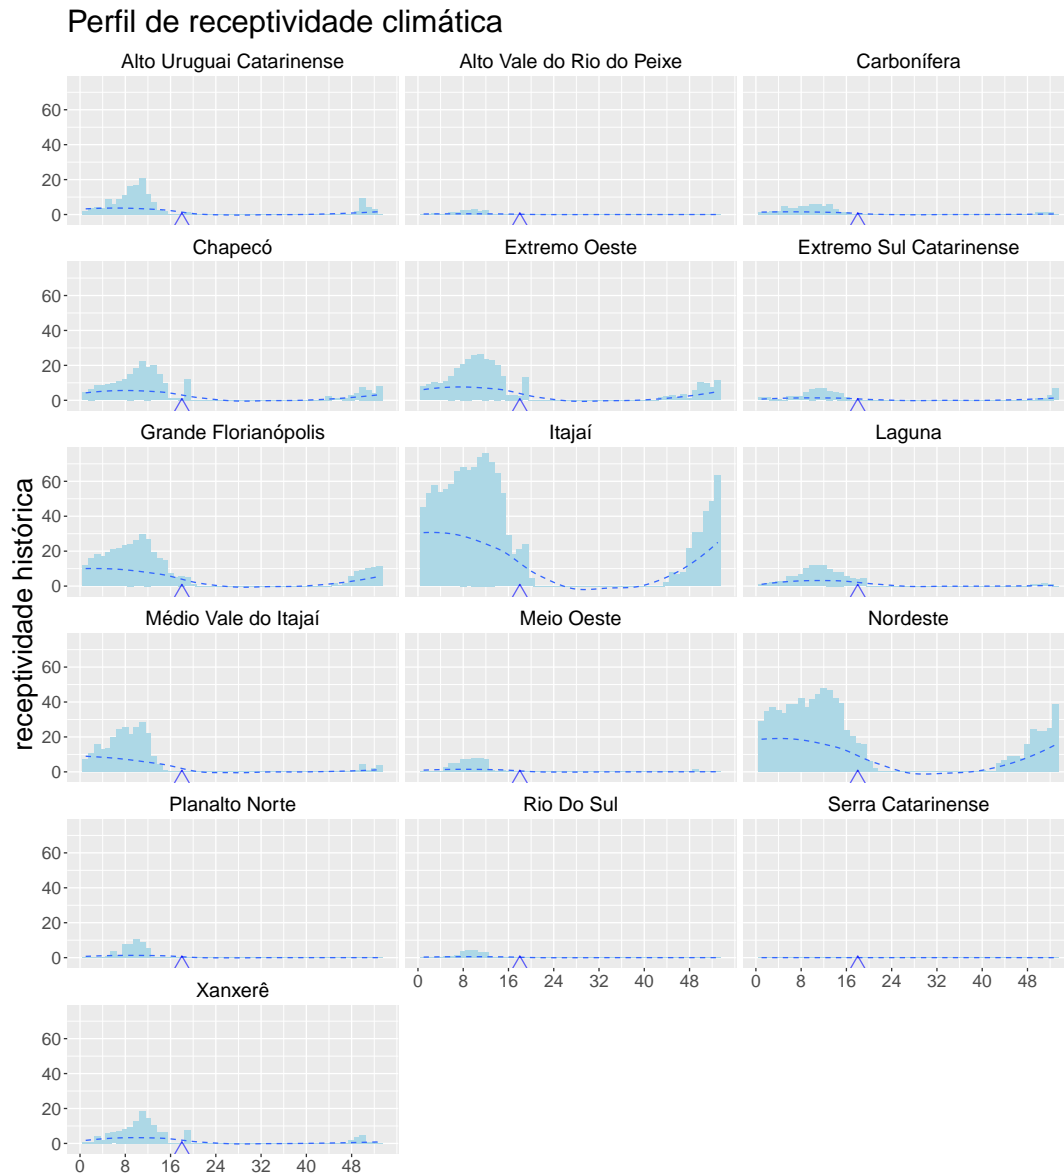 Perfil de receptividade climática
Alto Uruguai Catarinense
Alto Vale do Rio do Peixe
Carbonífera
60
40
20
0
Chapecó
Extremo Oeste
Extremo Sul Catarinense
60
40
20
0
Grande Florianópolis
Itajaí
Laguna
60
40
20
0
receptividade histórica
Médio Vale do Itajaí
Meio Oeste
Nordeste
60
40
20
0
Planalto Norte
Rio Do Sul
Serra Catarinense
60
40
20
0
0 8 16 24 32 40 48
0 8 16 24 32 40 48
Xanxerê
60
40
20
0
0 8 16 24 32 40 48